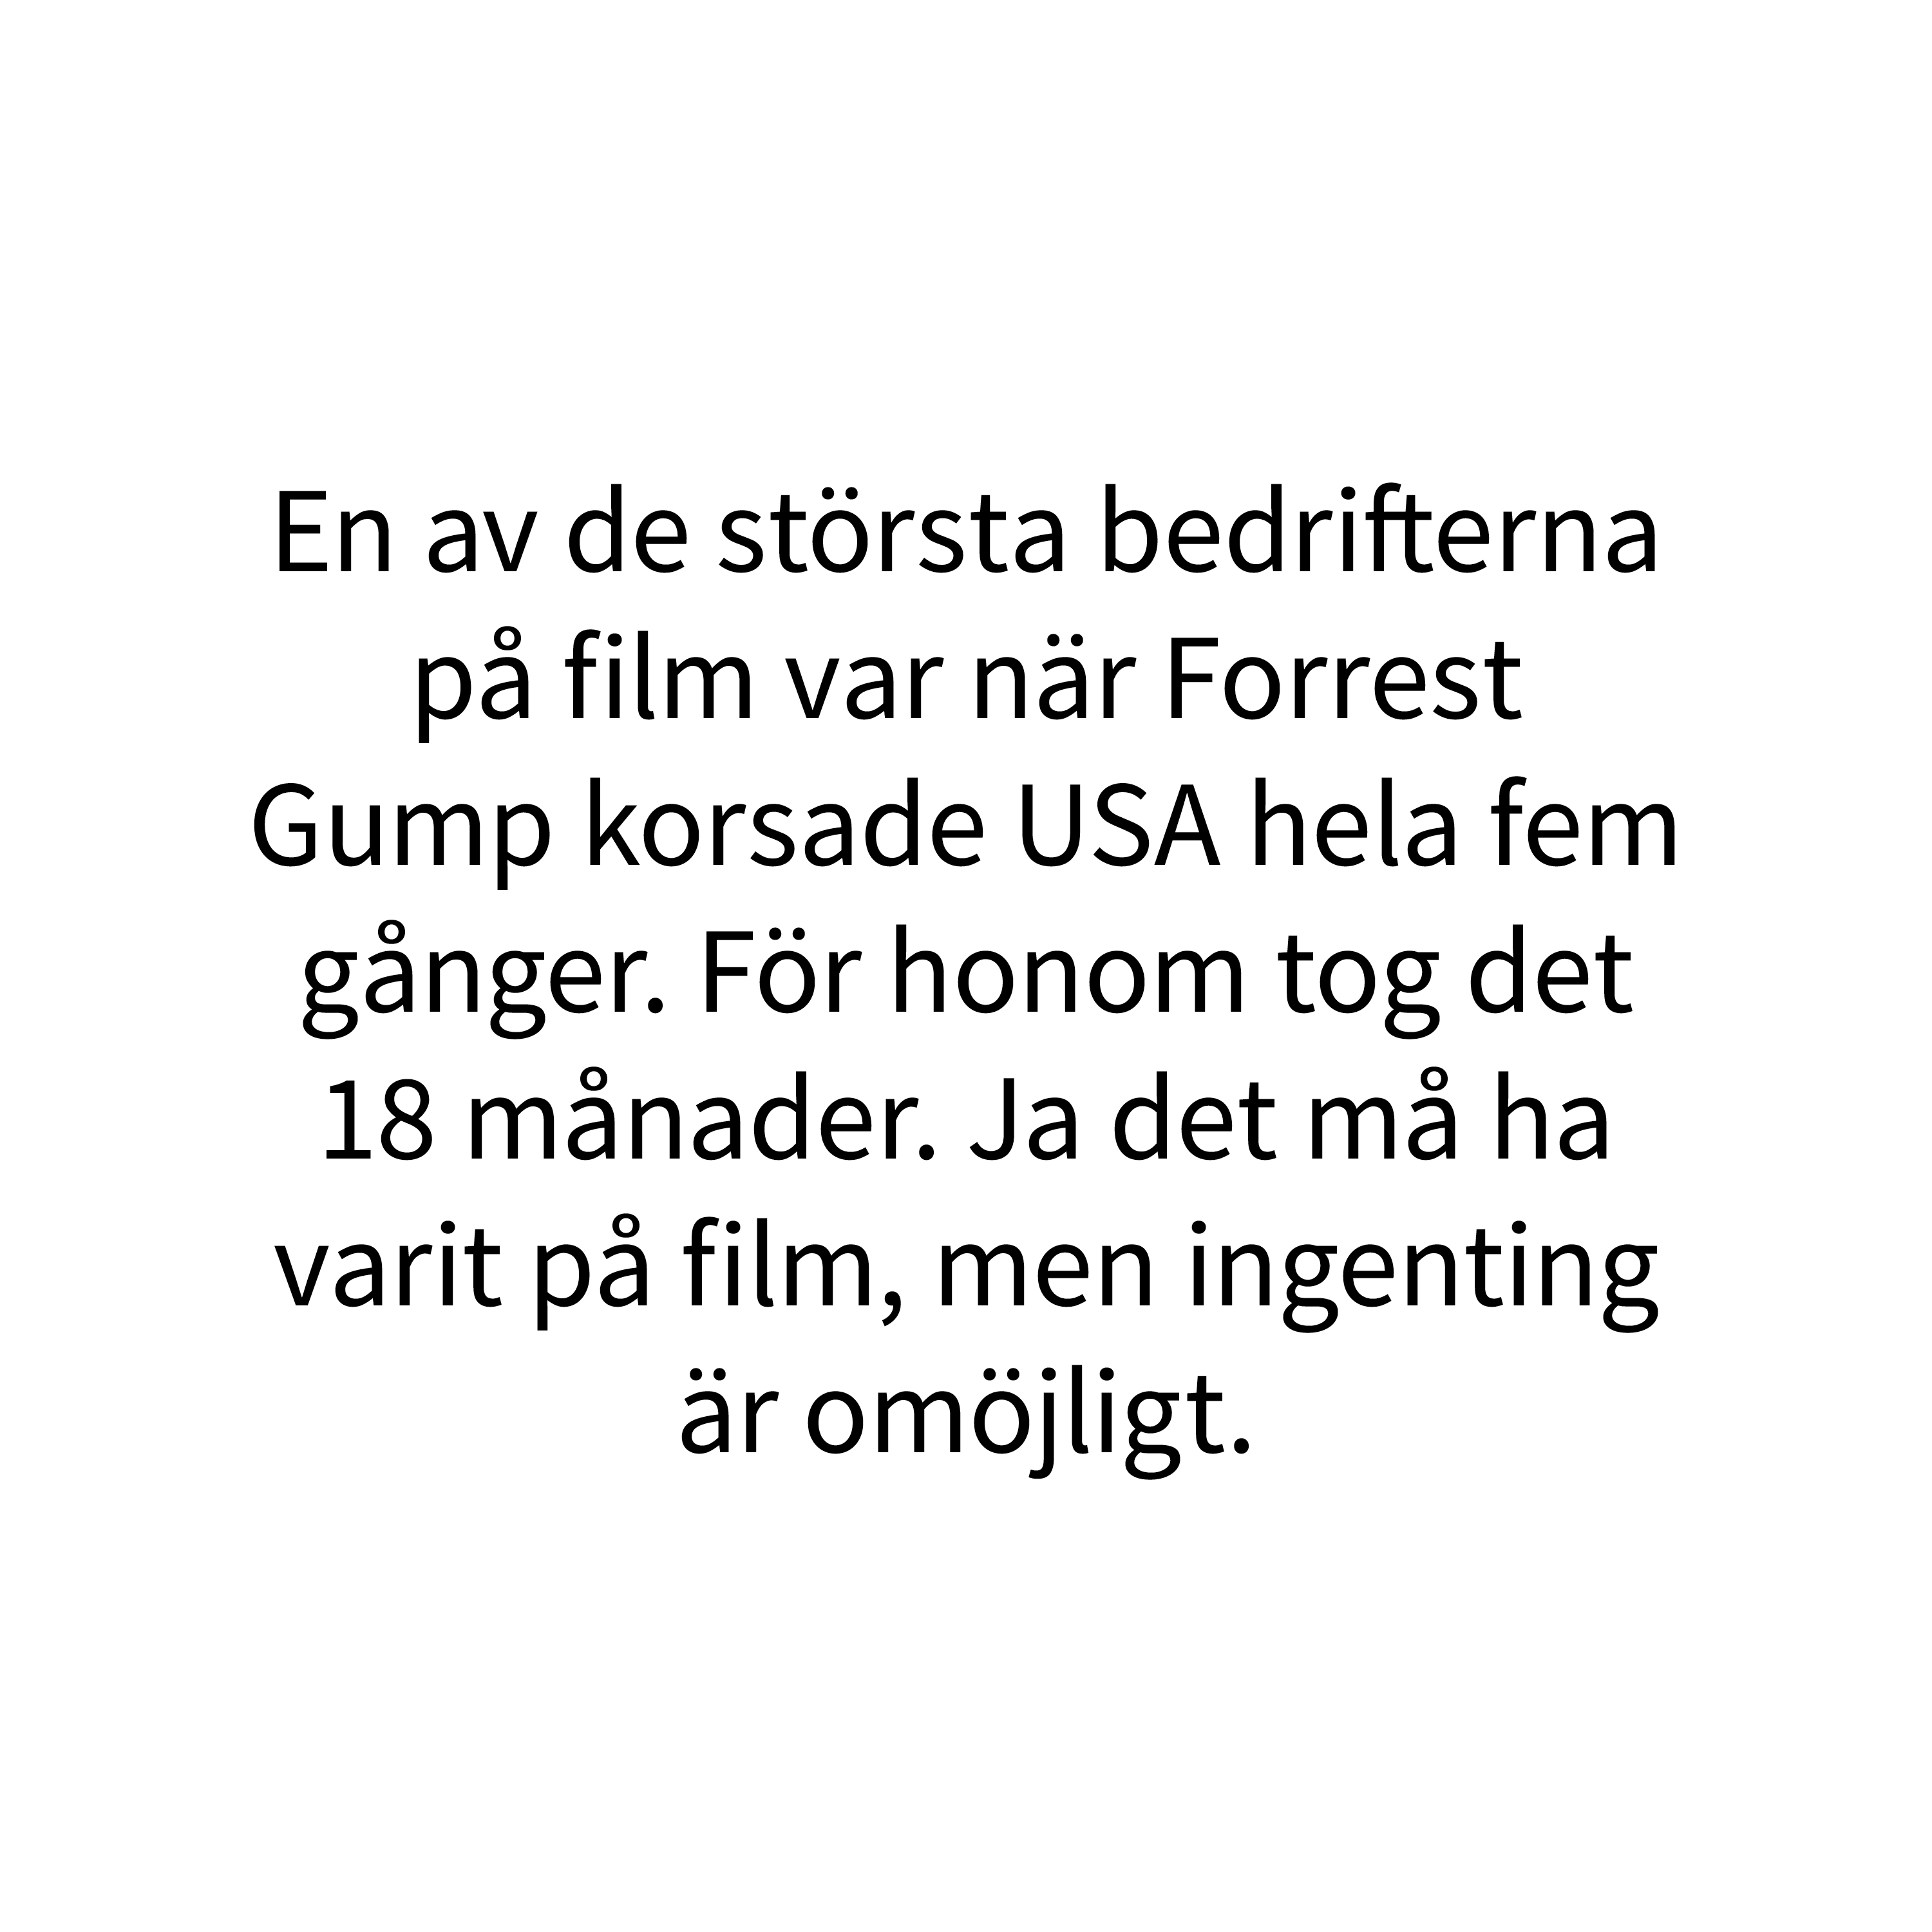 En av de största bedrifterna
på film var när Forrest
Gump korsade USA hela fem
gånger. För honom tog det
18 månader. Ja det må ha
varit på film, men ingenting
är omöjligt.